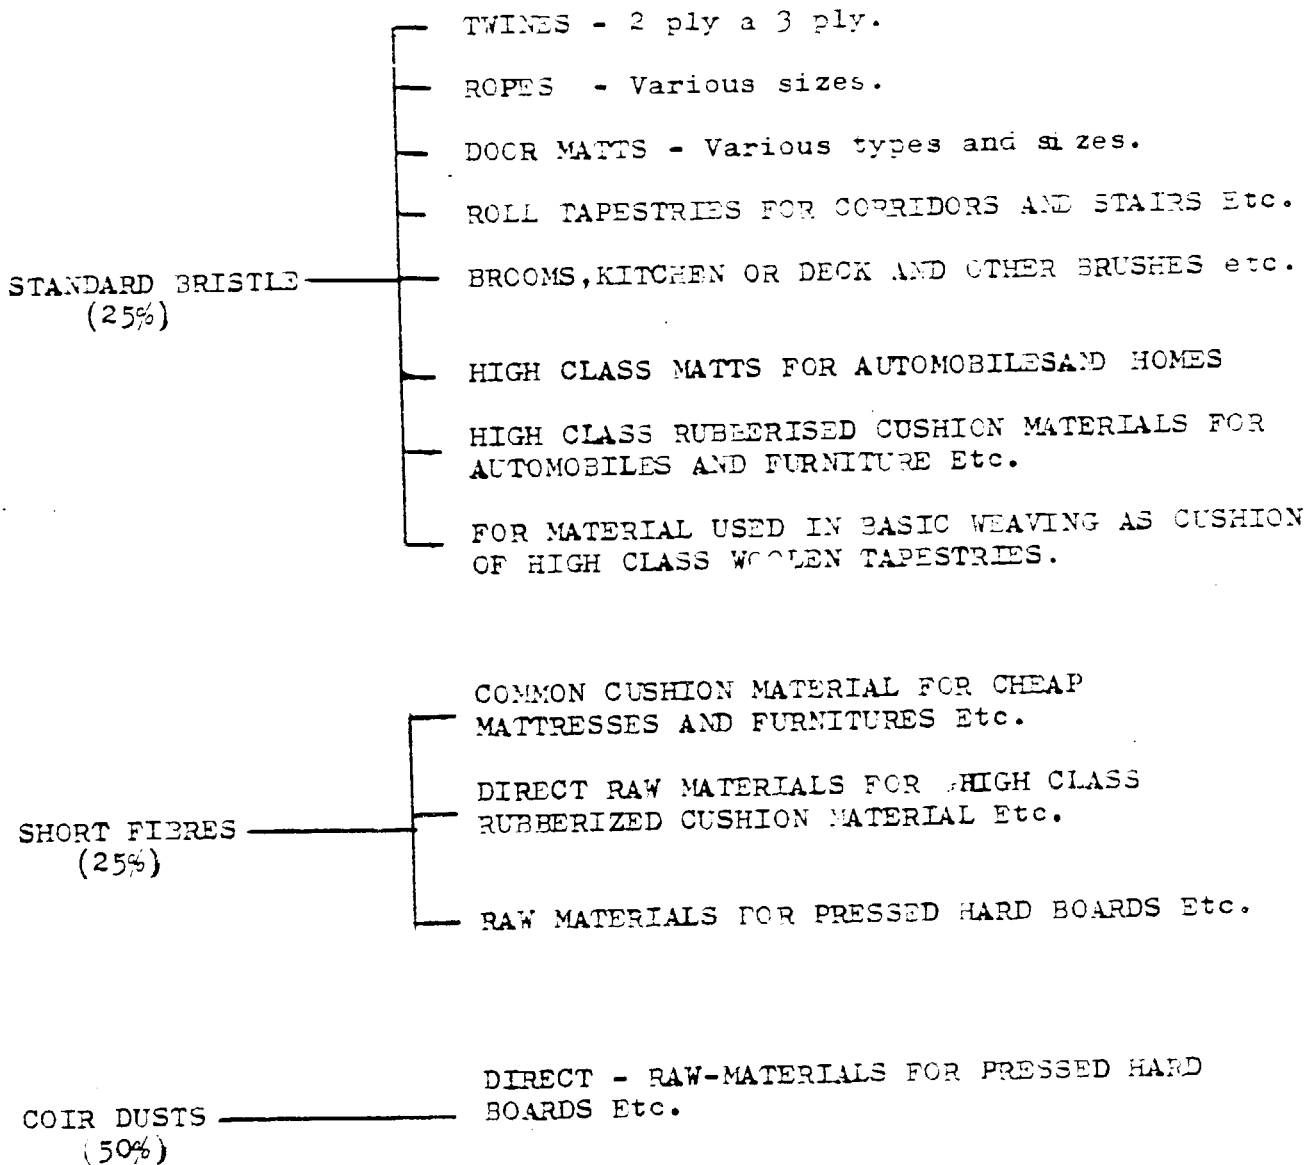 TWINES - 2 ply a 3 ply.
ROPES - Various sizes.
DOOR MATTS - Various types and sizes.
ROLL TAPESTRIES FOR CORRIDORS AND STAIRS Etc.
STANDARD BRISTLE
(25%)
BROOMS,KITCHEN OR DECK AND OTHER BRUSHES etc.
HIGH CLASS MATTS FOR AUTOMOBILESAND HOMES
HIGH CLASS RUBBERISED CUSHION MATERIALS FOR
AUTOMOBILES AND FURNITURE Etc.
FOR MATERIAL USED IN BASIC WEAVING AS CUSHION
OF HIGH CLASS WOOLEN TAPESTRIES.
COMMON CUSHION MATERIAL FOR CHEAP
MATTRESSES AND FURNITURES Etc.
DIRECT RAW MATERIALS FOR HIGH CLASS
RUBBERIZED CUSHION MATERIAL Etc.
SHORT FIBRES
(25%)
RAW MATERIALS FOR PRESSED HARD BOARDS Etc.
DIRECT - RAW-MATERIALS FOR PRESSED HARD
BOARDS Etc.
COIR DUSTS
(50%)